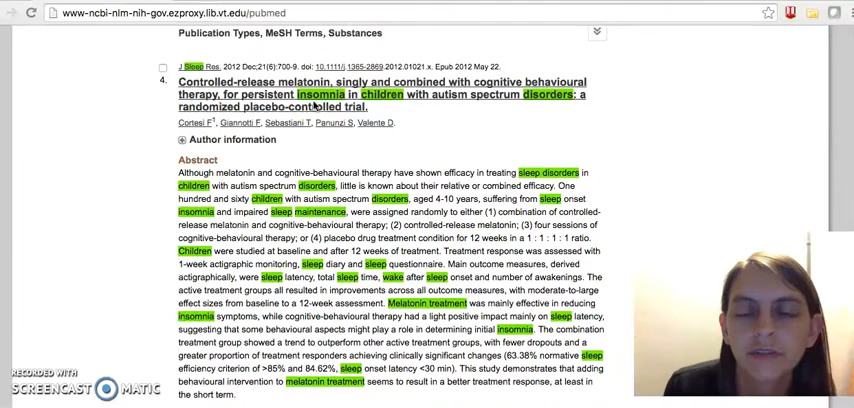 www-ncbi-nlm-nih-gov.ezproxy.lib.vt.edu/pubmed
Publication Types, MeSH Terms, Substances
J Sleep Res. 2012 Dec;21(6):700-9. doi: 10.1111/j.1365-2869.2012.01021.x. Epub 2012 May 22.
4. Controlled-release melatonin, singly and combined with cognitive behavioural
therapy, for persistent insomnia in children with autism spectrum disorders: a
randomized placebo-controlled trial.
Cortesi F1, Giannotti F, Sebastiani T, Panunzi S, Valente D.
Author information
Abstract
Although melatonin and cognitive-behavioural therapy have shown efficacy in treating sleep disorders in
children with autism spectrum disorders, little is known about their relative or combined efficacy. One
hundred and sixty children with autism spectrum disorders, aged 4-10 years, suffering from sleep onset
insomnia and impaired sleep maintenance, were assigned randomly to either (1) combination of controlled-
release melatonin and cognitive-behavioural therapy; (2) controlled-release melatonin; (3) four sessions of
cognitive-behavioural therapy; or (4) placebo drug treatment condition for 12 weeks in a 1 : 1 : 1 : 1 ratio.
Children were studied at baseline and after 12 weeks of treatment. Treatment response was assessed with
1-week actigraphic monitoring, sleep diary and sleep questionnaire. Main outcome measures, derived
actigraphically, were sleep latency, total sleep time, wake after sleep onset and number of awakenings. The
active treatment groups all resulted in improvements across all outcome measures, with moderate-to-large
effect sizes from baseline to a 12-week assessment. Melatonin treatment was mainly effective in reducing
insomnia symptoms, while cognitive-behavioural therapy had a light positive impact mainly on sleep latency,
suggesting that some behavioural aspects might play a role in determining initial insomnia. The combination
treatment group showed a trend to outperform other active treatment groups, with fewer dropouts and a
greater proportion of treatment responders achieving clinically significant changes (63.38% normative sleep
efficiency criterion of >85% and 84.62%, sleep onset latency <30 min). This study demonstrates that adding
behavioural intervention to melatonin treatment seems to result in a better treatment response, at least in
the short term.
RECORDED WITH
SCREENCAST MATIC